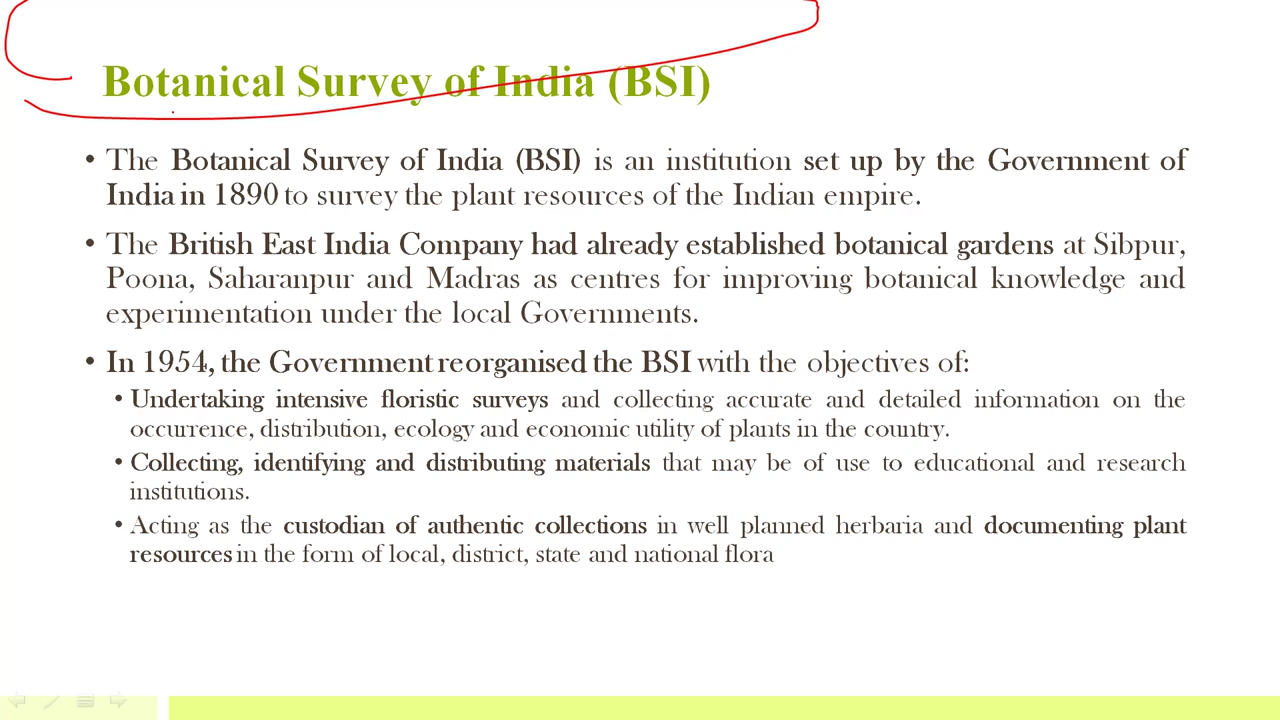 Botanical Survey of India (BSI)
• The Botanical Survey of India (BSI) is an institution set up by the Government of
India in 1890 to survey the plant resources of the Indian empire.
• The British East India Company had already established botanical gardens at Sibpur,
Poona, Saharanpur and Madras as centres for improving botanical knowledge and
experimentation under the local Governments.
• In 1954, the Government reorganised the BSI with the objectives of:
• Undertaking intensive floristic surveys and collecting accurate and detailed information on the
occurrence, distribution, ecology and economic utility of plants in the country.
• Collecting, identifying and distributing materials that may be of use to educational and research
institutions.
• Acting as the custodian of authentic collections in well planned herbaria and documenting plant
resources in the form of local, district, state and national flora